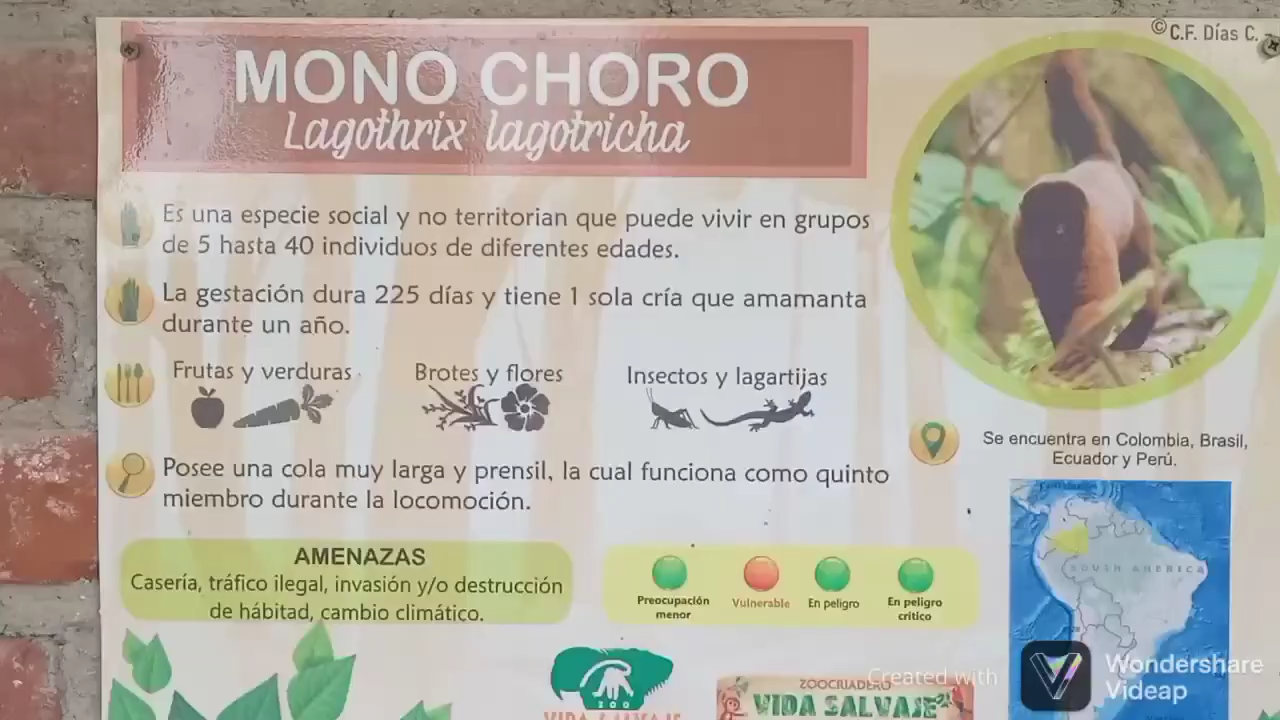 ©C.F. Días C.
MONO CHORO
Lagothrix lagotricha
Es una especie social y no territorian que puede vivir en grupos
de 5 hasta 40 individuos de diferentes edades.
La gestación dura 225 días y tiene 1 sola cría que amamanta
durante un año.
Frutas y verduras
Brotes y flores
Insectos y lagartijas
Posee una cola muy larga y prensil, la cual funciona como quinto
miembro durante la locomoción.
Se encuentra en Colombia, Brasil,
Ecuador y Perú.
SOUTH AMERICA
AMENAZAS
Casería, tráfico ilegal, invasión y/o destrucción
de hábitad, cambio climático.
Preocupación
menor
Vulnerable
En peligro
En peligro
crítico
ZOO
VIDA SALVAJE
ZOOCRIADERO
VIDA SALVAJE
Created with
Wondershare
Videap